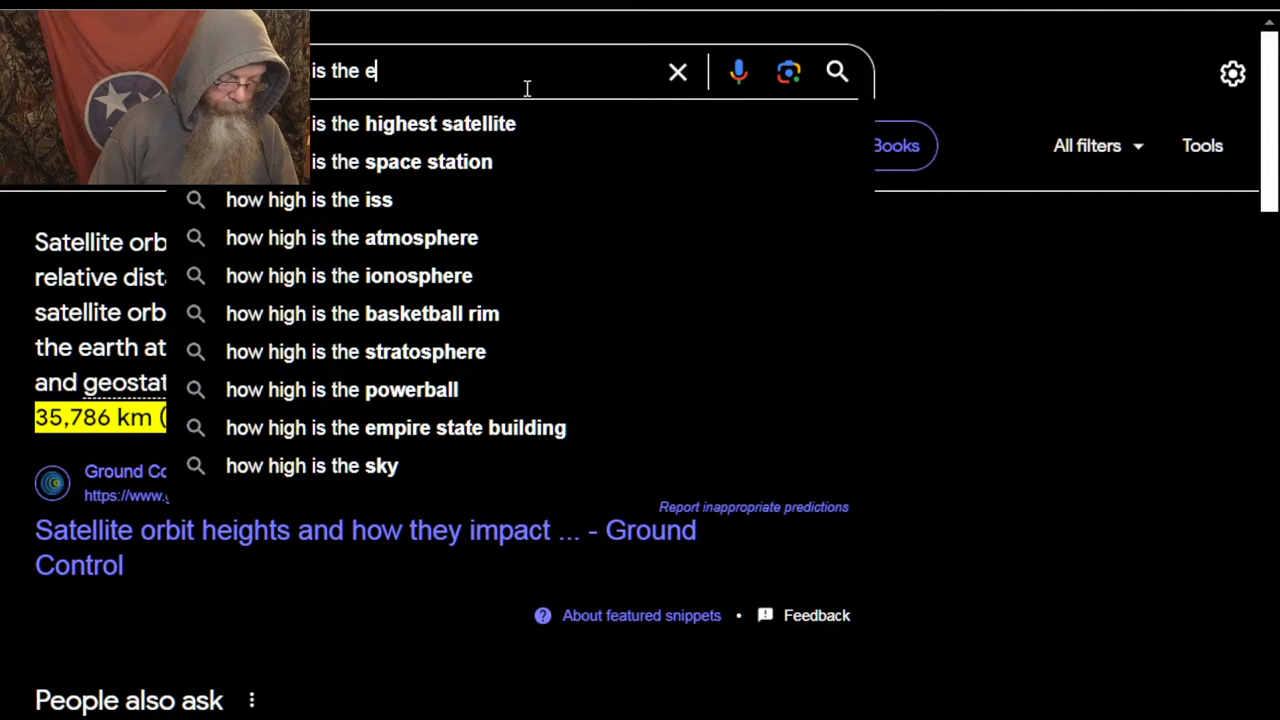 is the e
is the highest satellite
is the space station
how high is the iss
how high is the atmosphere
how high is the ionosphere
how high is the basketball rim
how high is the stratosphere
how high is the powerball
how high is the empire state building
how high is the sky
Report inappropriate predictions
Books
All filters
Tools
Satellite orb
relative dist
satellite orb
the earth at
and geostat
35,786 km (
Ground Co
https://www.g
Satellite orbit heights and how they impact ... - Ground
Control
About featured snippets • Feedback
People also ask